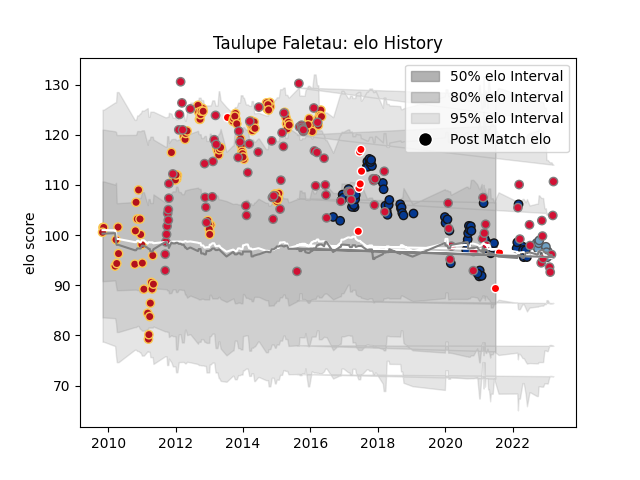 Taulupe Faletau: elo History
50% elo Interval
80% elo Interval
95% elo Interval
Post Match elo
elo score
130
120
110
100
90
80
70
2010
2012
2014
2016
2018
2020
2022